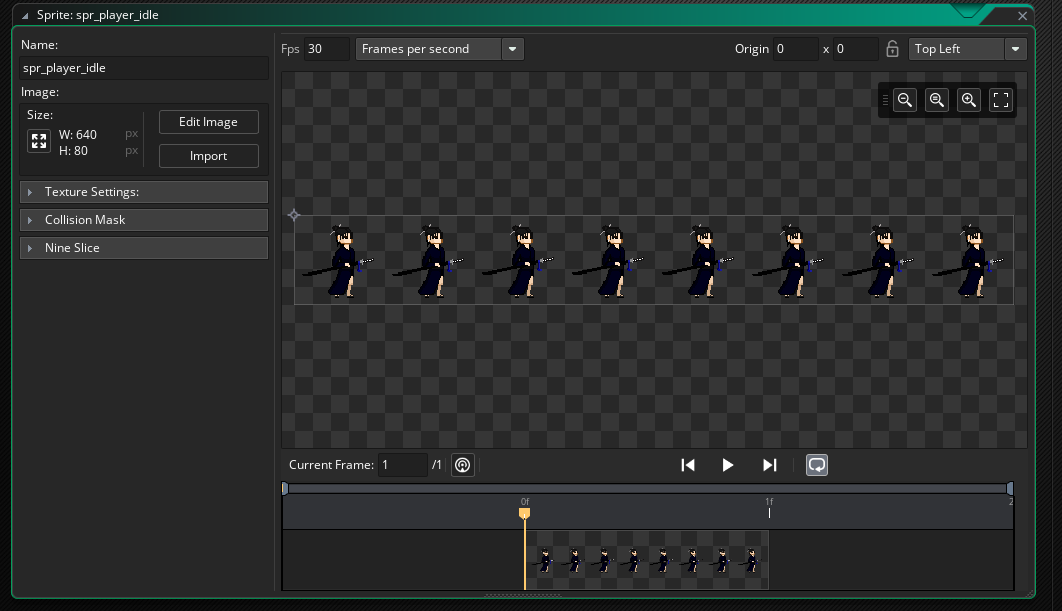 Sprite: spr_player_idle
Name:
spr_player_idle
Image:
Size:
W: 640 px
H: 80 px
Edit Image
Import
Texture Settings:
Collision Mask
Nine Slice
Fps 30 Frames per second Origin 0 x 0 Top Left
Current Frame: 1 /1
0f 1f 2